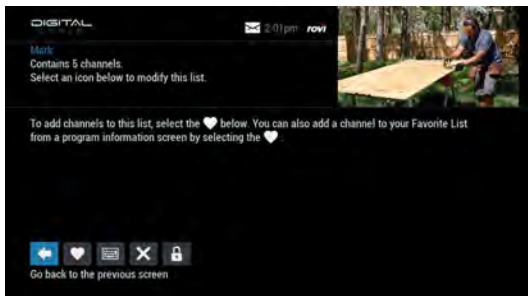 DIGITAL
2:01pm rovi
Mark
Contains 5 channels.
Select an icon below to modify this list.
To add channels to this list, select the below. You can also add a channel to your Favorite List
from a program information screen by selecting the .
Go back to the previous screen